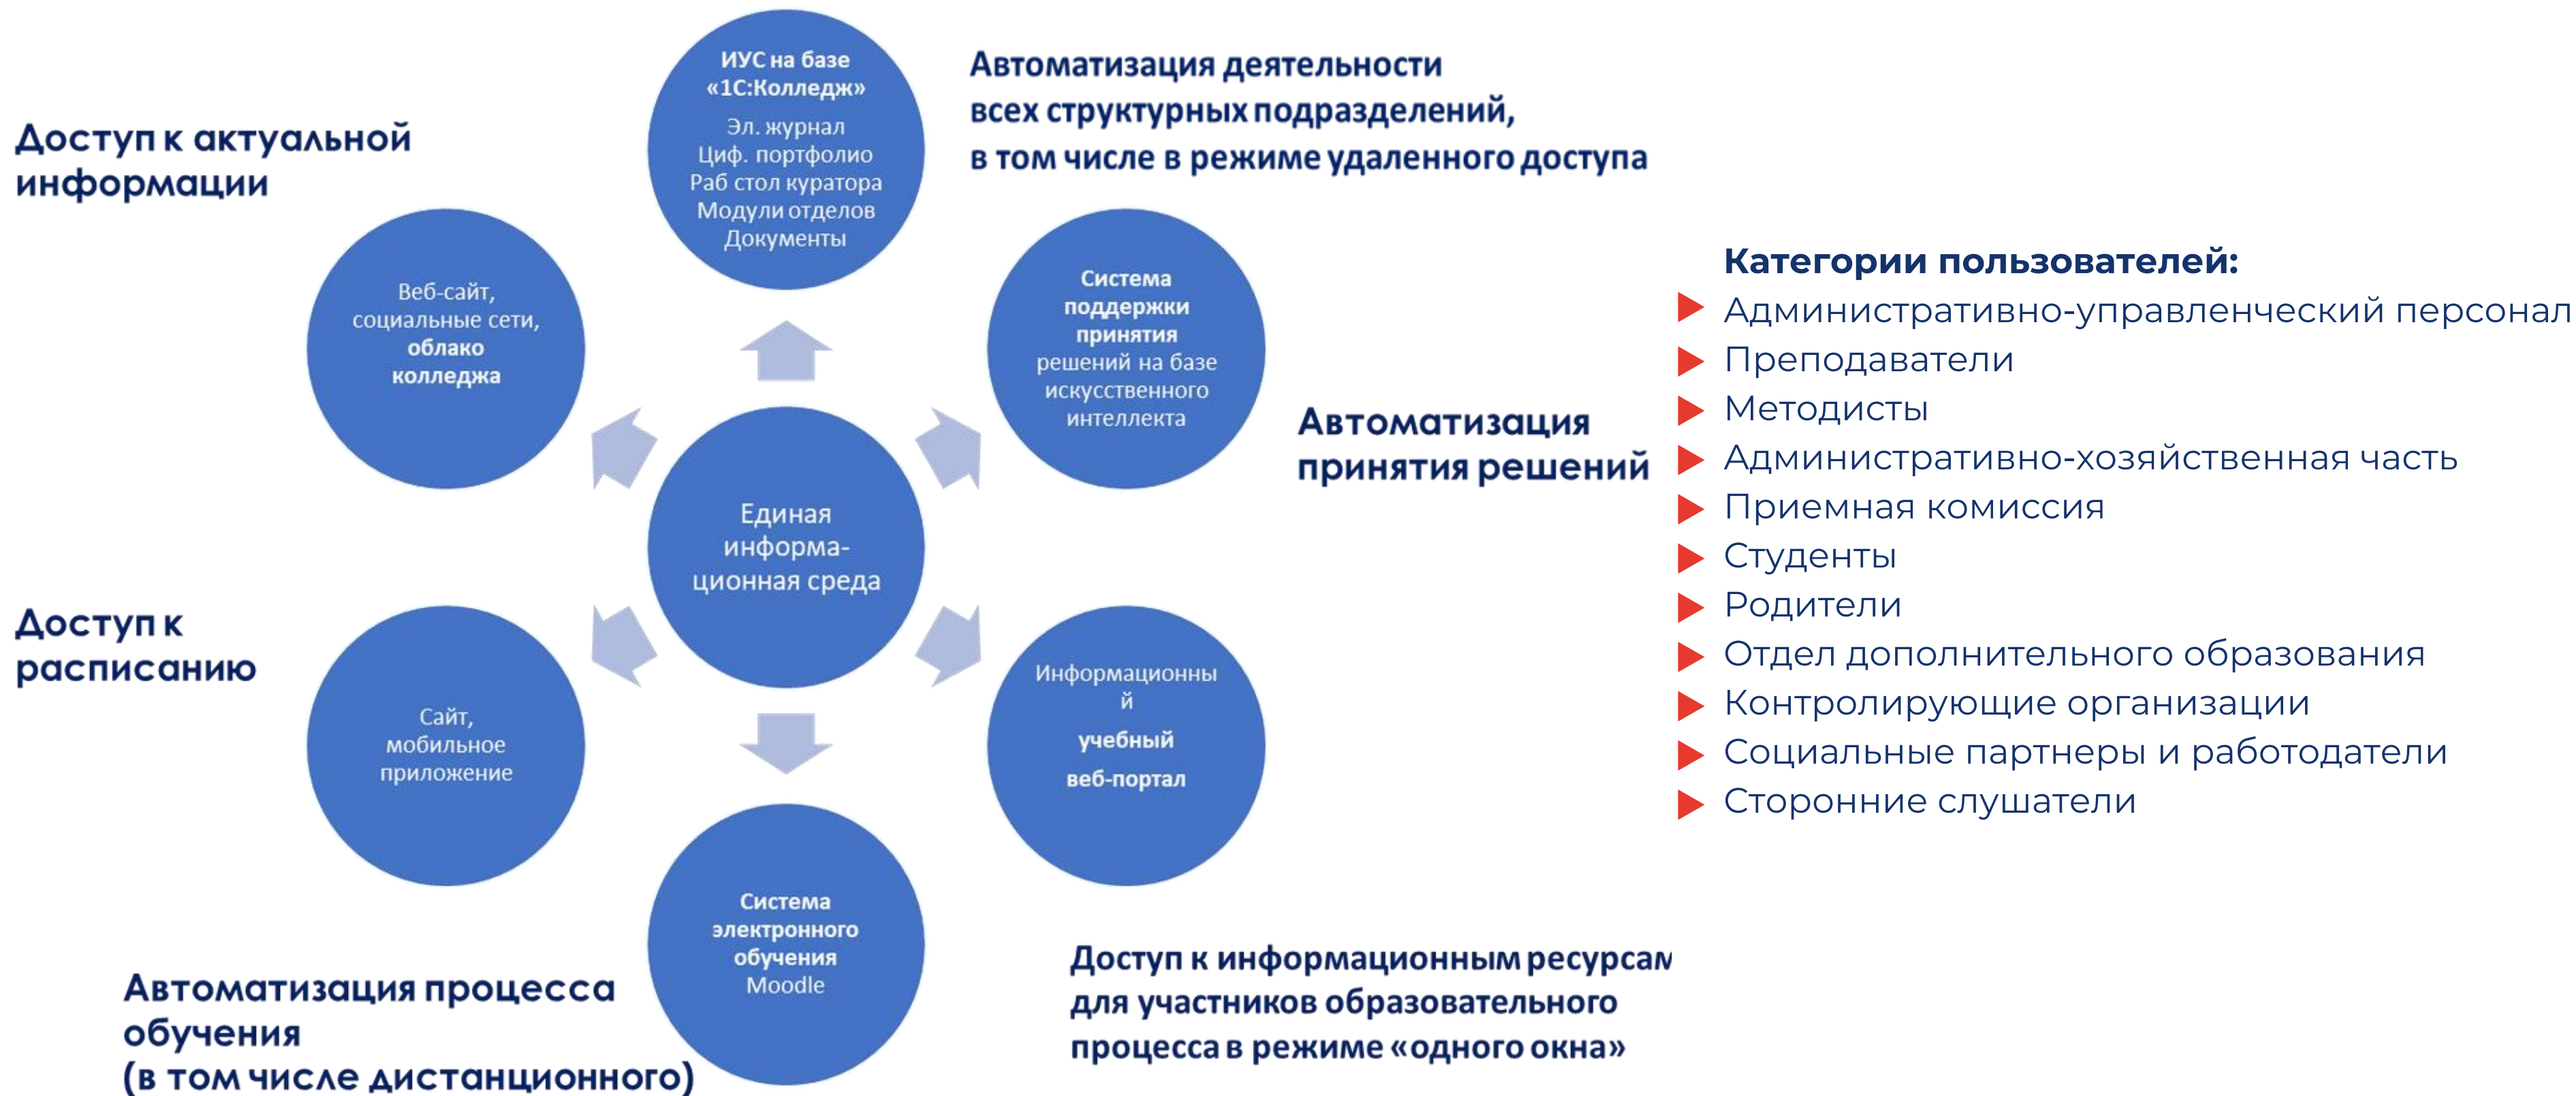 ИУС на базе
«1С:Колледж»
Эл. журнал
Циф. портфолио
Раб стол куратора
Модули отделов
Документы
Автоматизация деятельности
всех структурных подразделений,
в том числе в режиме удаленного доступа
Доступ к актуальной
информации
Веб-сайт,
социальные сети,
облако
колледжа
Система
поддержки
принятия
решений на базе
искусственного
интеллекта
Автоматизация
принятия решений
Единая
информа-
ционная среда
Доступ к
расписанию
Сайт,
мобильное
приложение
Информационны
й
учебный
веб-портал
Система
электронного
обучения
Moodle
Автоматизация процесса
обучения
(в том числе дистанционного)
Доступ к информационным ресурсам
для участников образовательного
процесса в режиме «одного окна»
Категории пользователей:
Административно-управленческий персонал
Преподаватели
Методисты
Административно-хозяйственная часть
Приемная комиссия
Студенты
Родители
Отдел дополнительного образования
Контролирующие организации
Социальные партнеры и работодатели
Сторонние слушатели